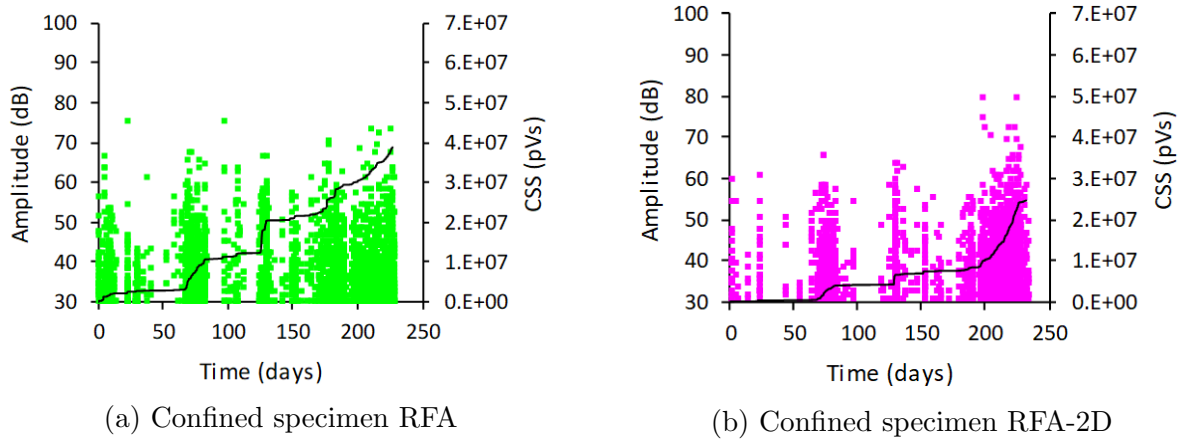 100
90
80
70
60
50
40
30
Amplitude (dB)
7.E+07
6.E+07
5.E+07
4.E+07
3.E+07
2.E+07
1.E+07
0.E+00
CSS (pVs)
0 50 100 150 200 250
Time (days)
(a) Confined specimen RFA
100
90
80
70
60
50
40
30
Amplitude (dB)
7.E+07
6.E+07
5.E+07
4.E+07
3.E+07
2.E+07
1.E+07
0.E+00
CSS (pVs)
0 50 100 150 200 250
Time (days)
(b) Confined specimen RFA-2D